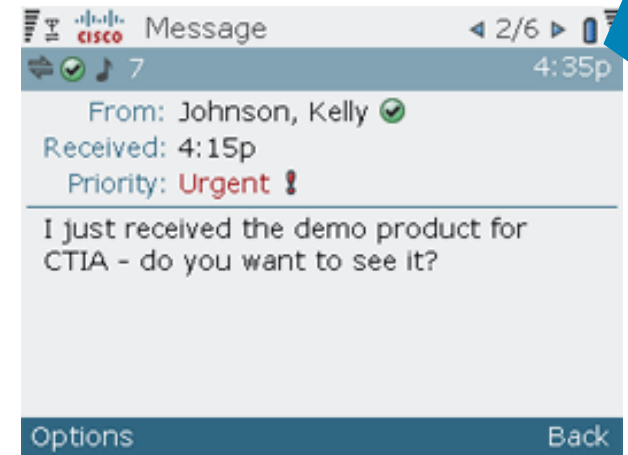 cisco Message 2/6
7 4:35p
From: Johnson, Kelly
Received: 4:15p
Priority: Urgent
I just received the demo product for
CTIA - do you want to see it?
Options Back